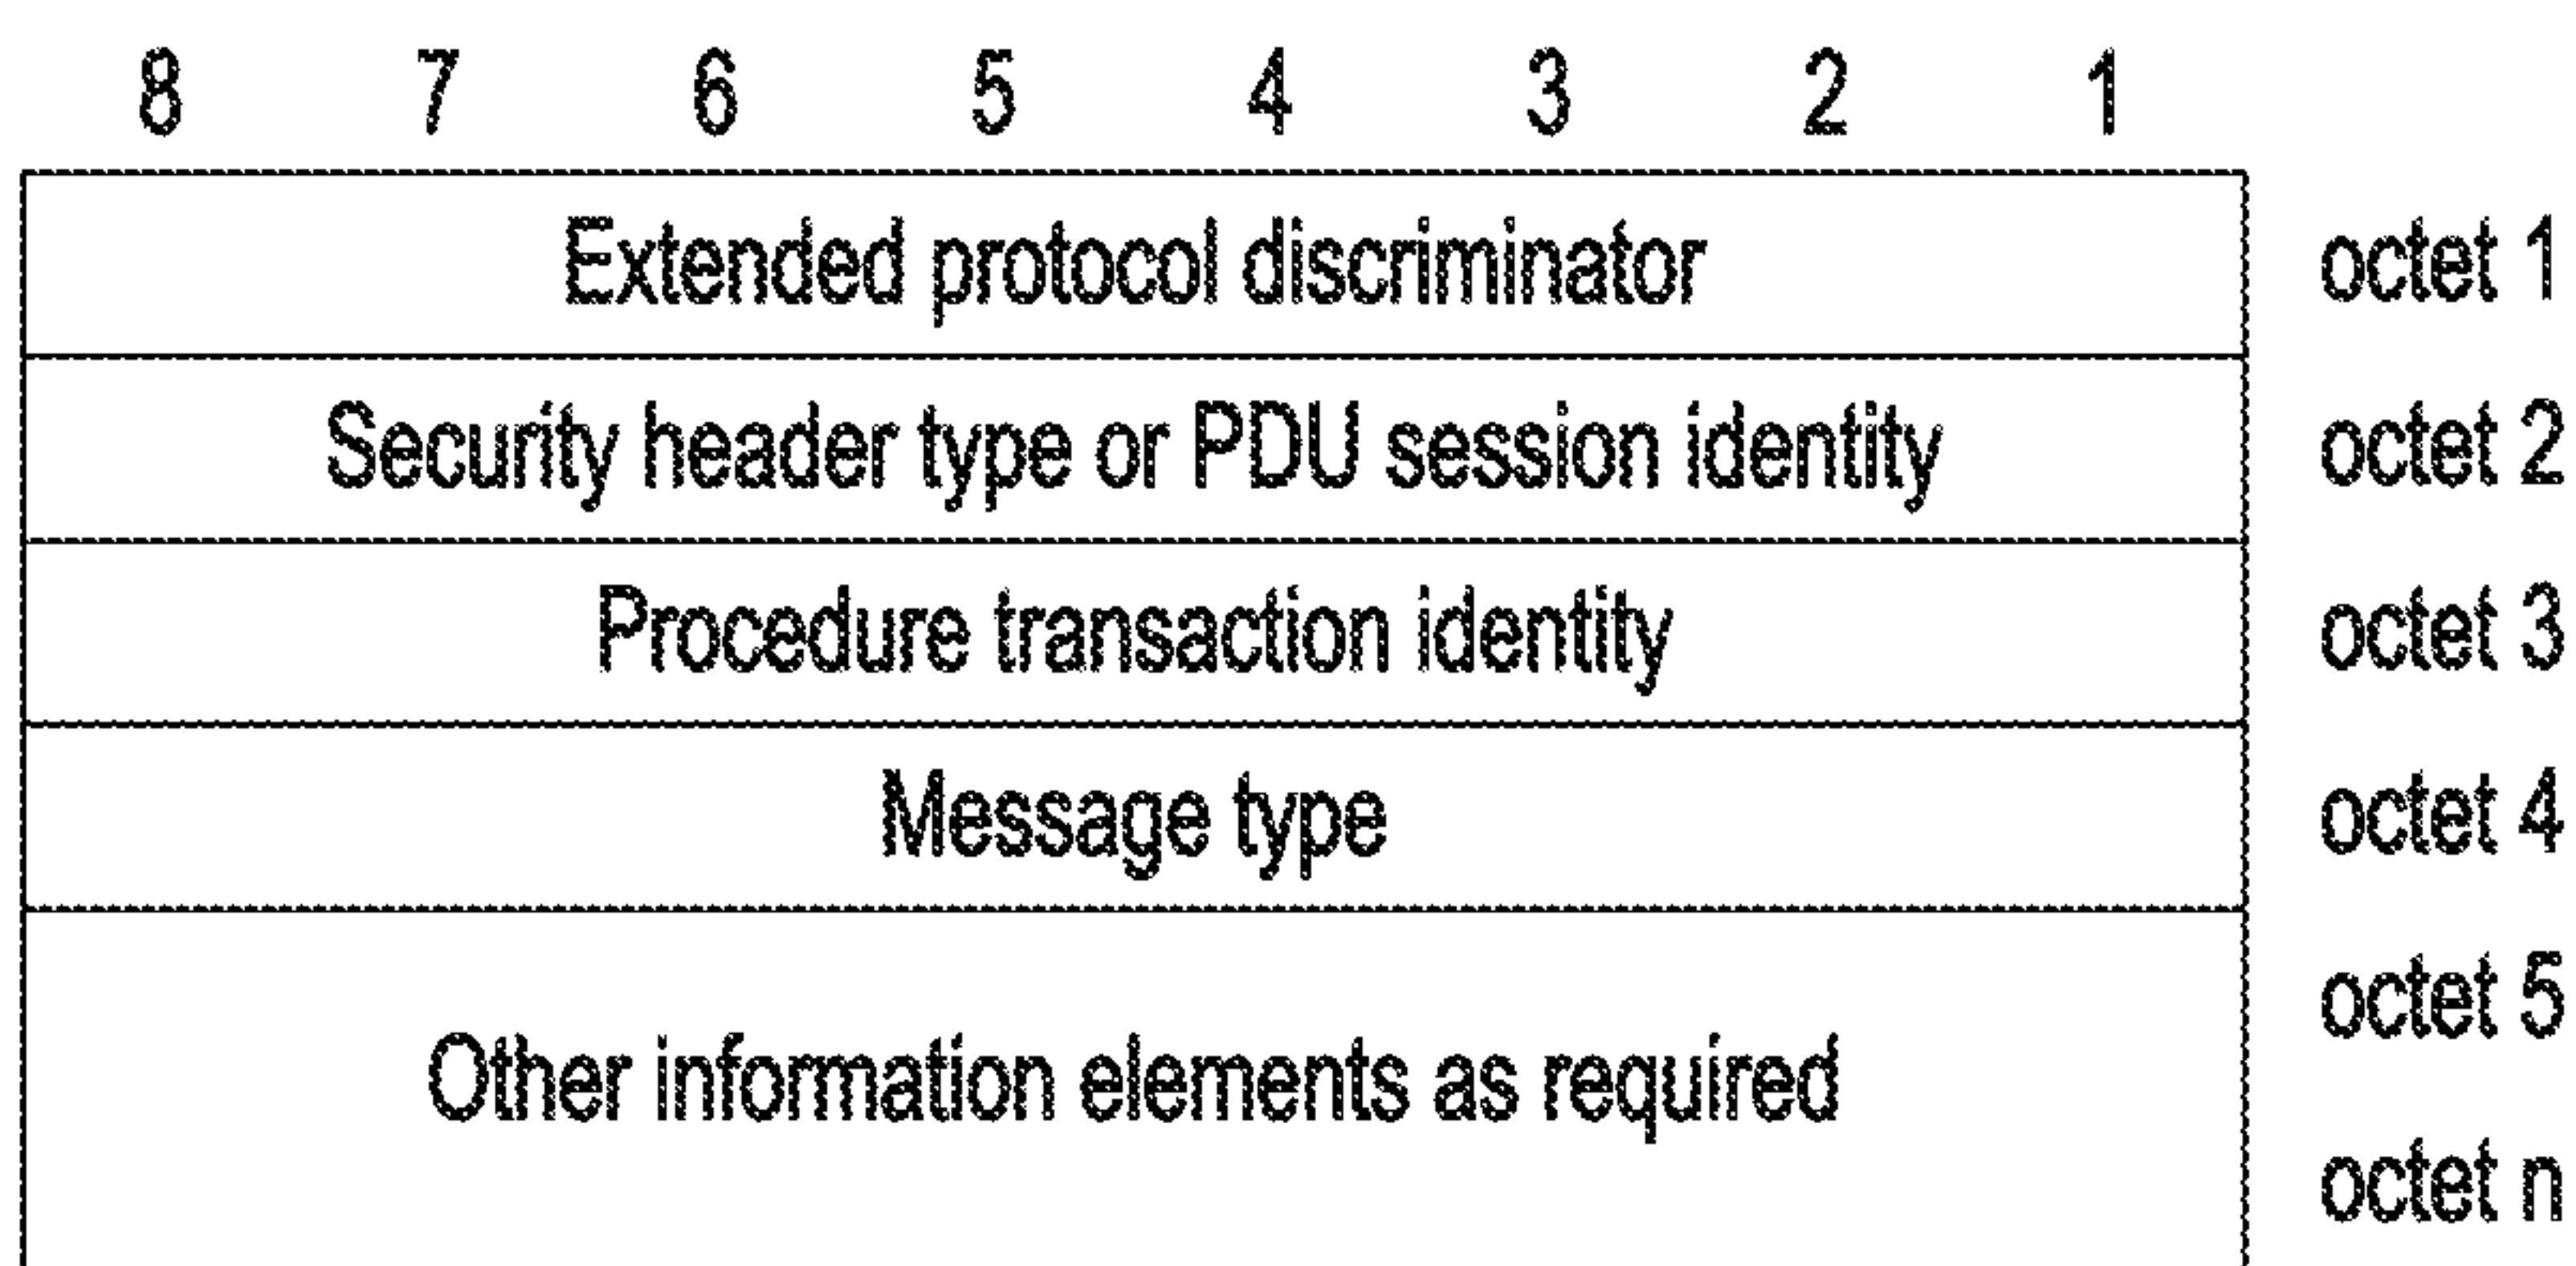 8 7 6 5 4 3 2 1
Extended protocol discriminator octet 1
Security header type or PDU session identity octet 2
Procedure transaction identity octet 3
Message type octet 4
octet 5
Other information elements as required
octet n